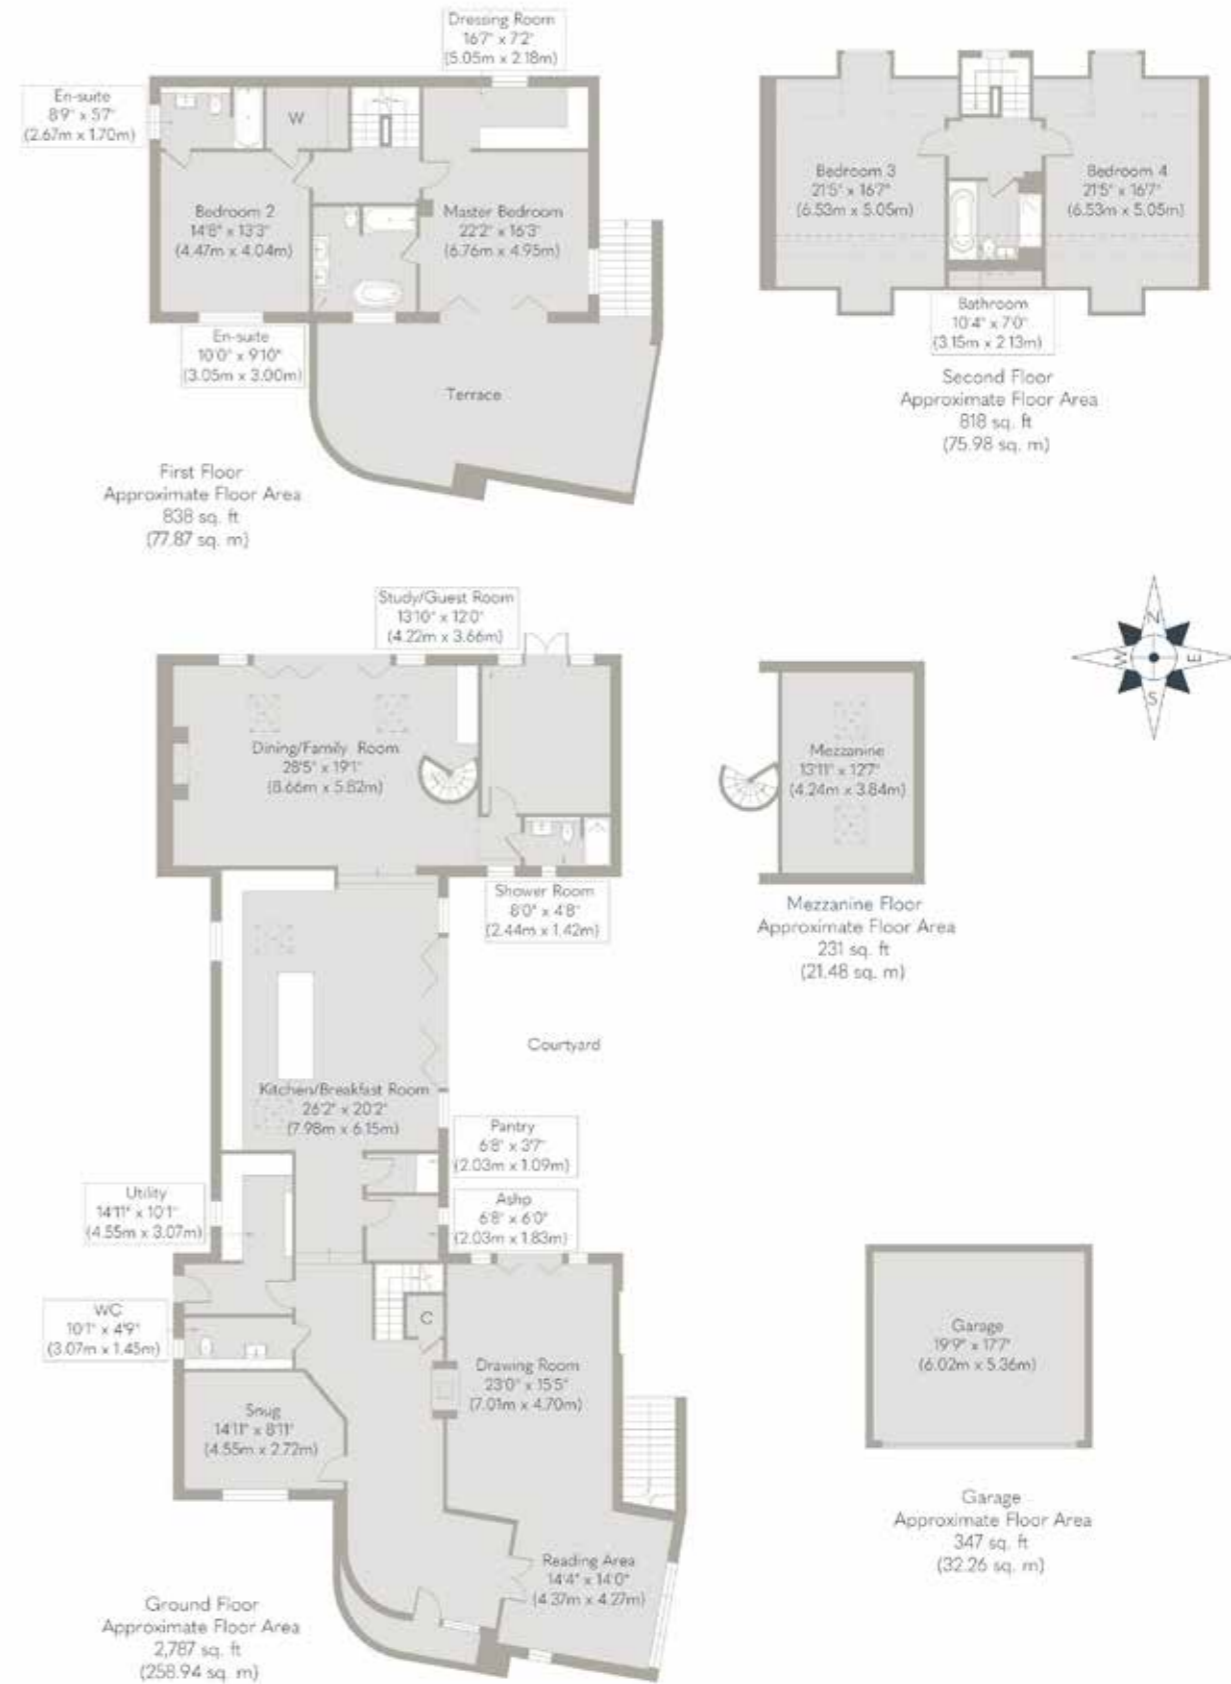 Dressing Room
16'7" x 7'2"
(5.05m x 2.18m)
En-suite
8'9" x 5'7"
(2.67m x 1.70m)
W
Bedroom 2
14'8" x 13'3"
(4.47m x 4.04m)
Master Bedroom
22'2" x 16'3"
(6.76m x 4.95m)
En-suite
10'0" x 9'10"
(3.05m x 3.00m)
Terrace
First Floor
Approximate Floor Area
838 sq. ft
(77.87 sq. m)
Bedroom 3
21'5" x 16'7"
(6.53m x 5.05m)
Bedroom 4
21'5" x 16'7"
(6.53m x 5.05m)
Bathroom
10'4" x 7'0"
(3.15m x 2.13m)
Second Floor
Approximate Floor Area
818 sq. ft
(75.98 sq. m)
N
W
E
S
Study/Guest Room
13'10" x 12'0"
(4.22m x 3.66m)
Dining/Family Room
28'5" x 19'1"
(8.66m x 5.82m)
Shower Room
8'0" x 4'8"
(2.44m x 1.42m)
Mezzanine
13'11" x 12'7"
(4.24m x 3.84m)
Mezzanine Floor
Approximate Floor Area
231 sq. ft
(21.48 sq. m)
Courtyard
Kitchen/Breakfast Room
26'2" x 20'2"
(7.98m x 6.15m)
Pantry
6'8" x 3'7"
(2.03m x 1.09m)
Utility
14'11" x 10'1"
(4.55m x 3.07m)
Ashp
6'8" x 6'0"
(2.03m x 1.83m)
WC
10'1" x 4'9"
(3.07m x 1.45m)
C
Drawing Room
23'0" x 15'5"
(7.01m x 4.70m)
Snug
14'11" x 8'11"
(4.55m x 2.72m)
Reading Area
14'4" x 14'0"
(4.37m x 4.27m)
Ground Floor
Approximate Floor Area
2,787 sq. ft
(258.94 sq. m)
Garage
19'9" x 17'7"
(6.02m x 5.36m)
Garage
Approximate Floor Area
347 sq. ft
(32.26 sq. m)